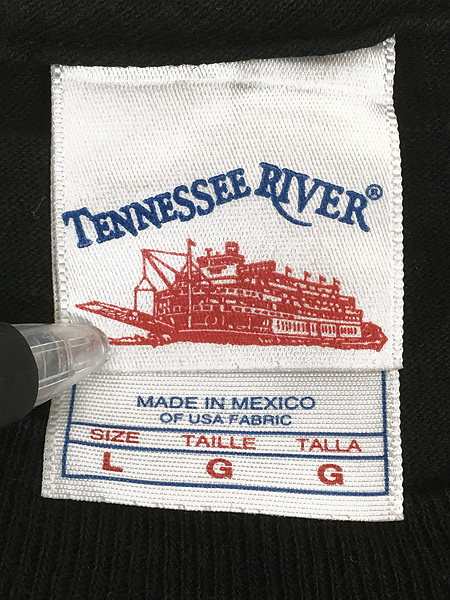 TENNESSEE RIVER®
MADE IN MEXICO
OF USA FABRIC
SIZE TAILLE TALLA
L G G